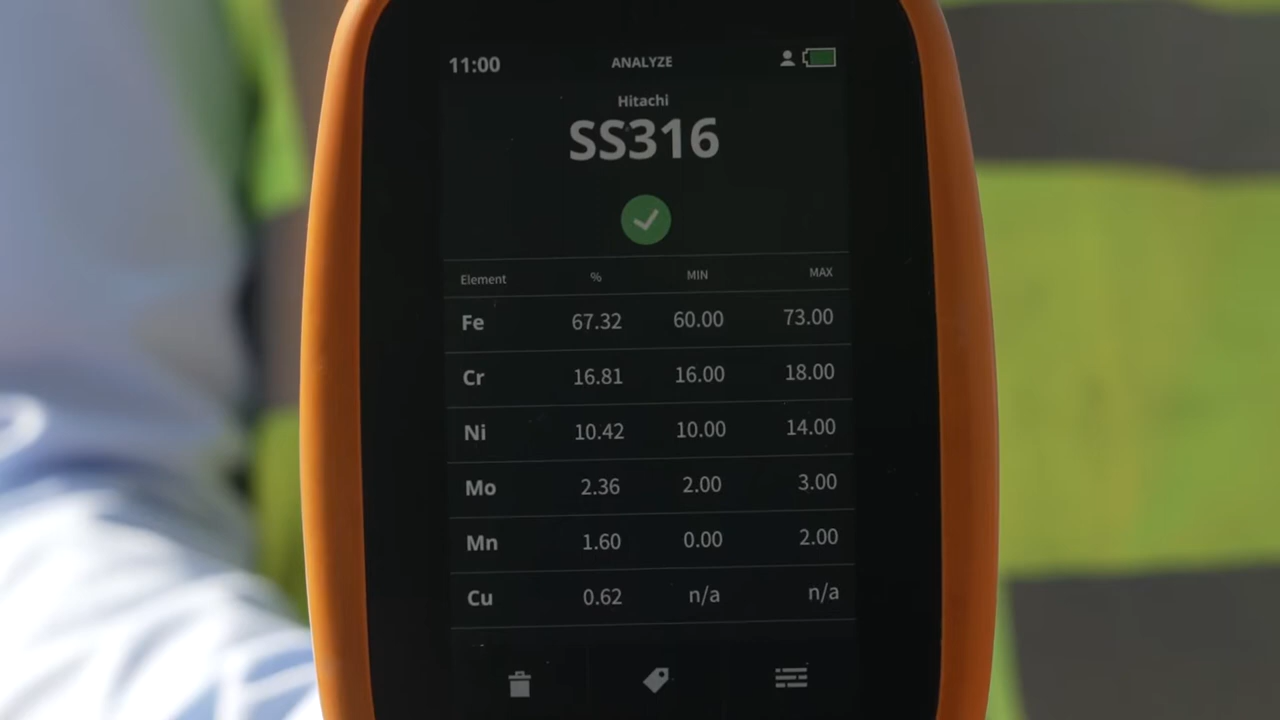 11:00 ANALYZE
Hitachi
SS316
Element % MIN MAX
Fe 67.32 60.00 73.00
Cr 16.81 16.00 18.00
Ni 10.42 10.00 14.00
Mo 2.36 2.00 3.00
Mn 1.60 0.00 2.00
Cu 0.62 n/a n/a